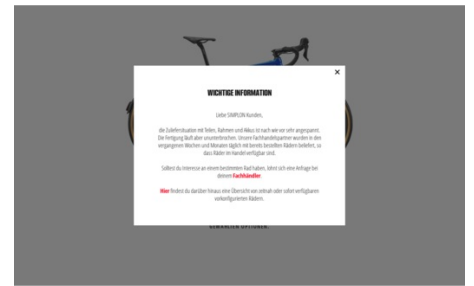 WICHTIGE INFORMATION
Liebe SIMPLON Kunden,
die Zuliefersituation mit Teilen, Rahmen und Akkus ist nach wie vor sehr angespannt.
Die Fertigung läuft aber ununterbrochen. Unsere Fachhandelspartner wurden in den
vergangenen Wochen und Monaten täglich mit bereits bestellten Rädern beliefert, so
dass Räder im Handel verfügbar sind.
Solltest du Interesse an einem bestimmten Rad haben, lohnt sich eine Anfrage bei
deinem Fachhändler.
Hier findest du darüber hinaus eine Übersicht von zeitnah oder sofort verfügbaren
vorkonfigurierten Rädern.
GEWÄHLTEN OPTIONEN.